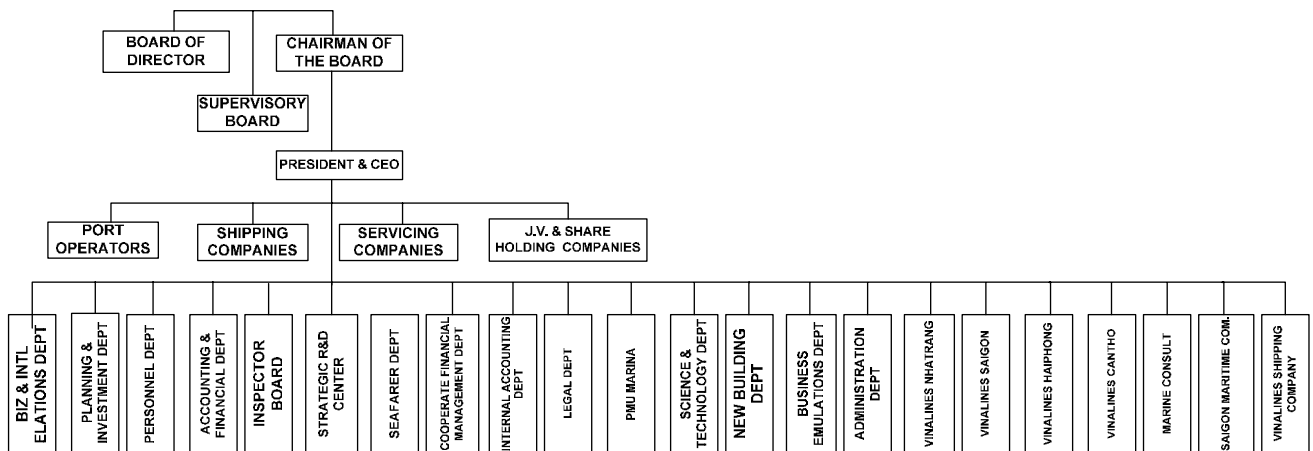 BOARD OF
DIRECTOR
CHAIRMAN OF
THE BOARD
SUPERVISORY
BOARD
PRESIDENT & CEO
PORT
OPERATORS
SHIPPING
COMPANIES
SERVICING
COMPANIES
J.V. & SHARE
HOLDING COMPANIES
BIZ & INTL
ELATIONS DEPT
PLANNING &
INVESTMENT DEPT
PERSONNEL DEPT
ACCOUNTING &
FINANCIAL DEPT
INSPECTOR
BOARD
STRATEGIC R&D
CENTER
SEAFARER DEPT
COOPERATE FINANCIAL
MANAGEMENT DEPT
INTERNAL ACCOUNTING
DEPT
LEGAL DEPT
PMU MARINA
SCIENCE &
TECHNOLOGY DEPT
NEW BUILDING
DEPT
BUSINESS
EMULATIONS DEPT
ADMINISTRATION
DEPT
VINALINES NHATRANG
VINALINES SAIGON
VINALINES HAIPHONG
VINALINES CANTHO
MARINE CONSULT
SAIGON MARITIME COM.
VINALINES SHIPPING
COMPANY